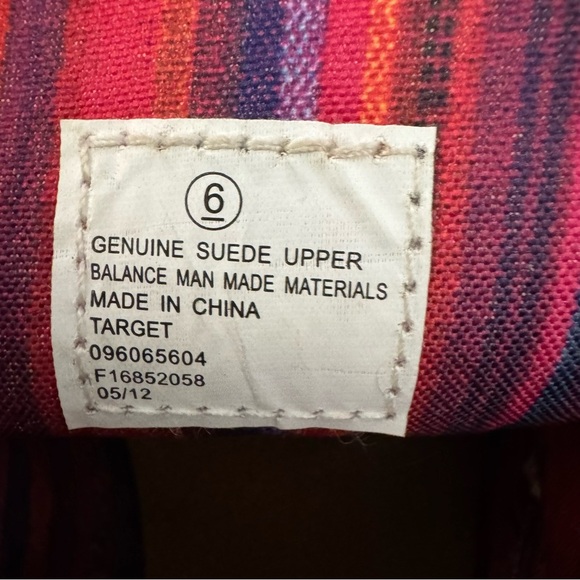 6
GENUINE SUEDE UPPER
BALANCE MAN MADE MATERIALS
MADE IN CHINA
TARGET
096065604
F16852058
05/12